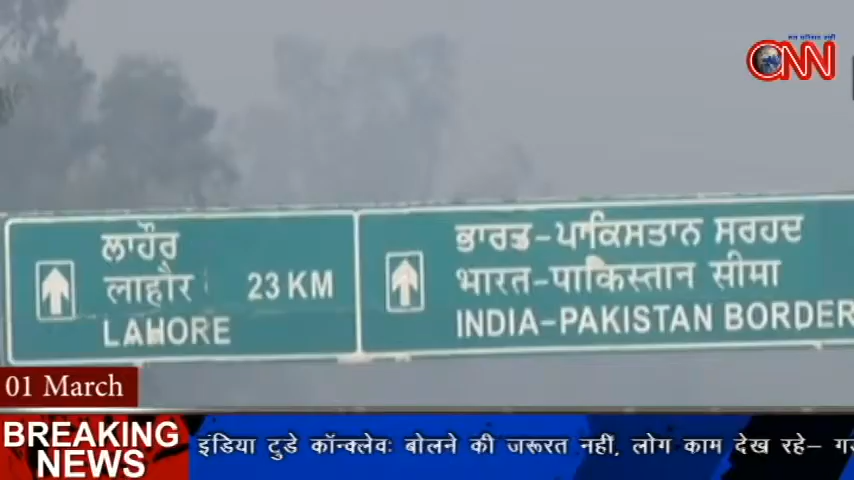 CNN
ਲਾਹੌਰ
लाहौर
LAHORE
23 KM
ਭਾਰਤ-ਪਾਕਿਸਤਾਨ ਸਰਹਦ
भारत-पाकिस्तान सीमा
INDIA-PAKISTAN BORDER
01 March
BREAKING
NEWS
इंडिया टुडे कॉन्क्लेवः बोलने की जरूरत नहीं, लोग काम देख रहे-